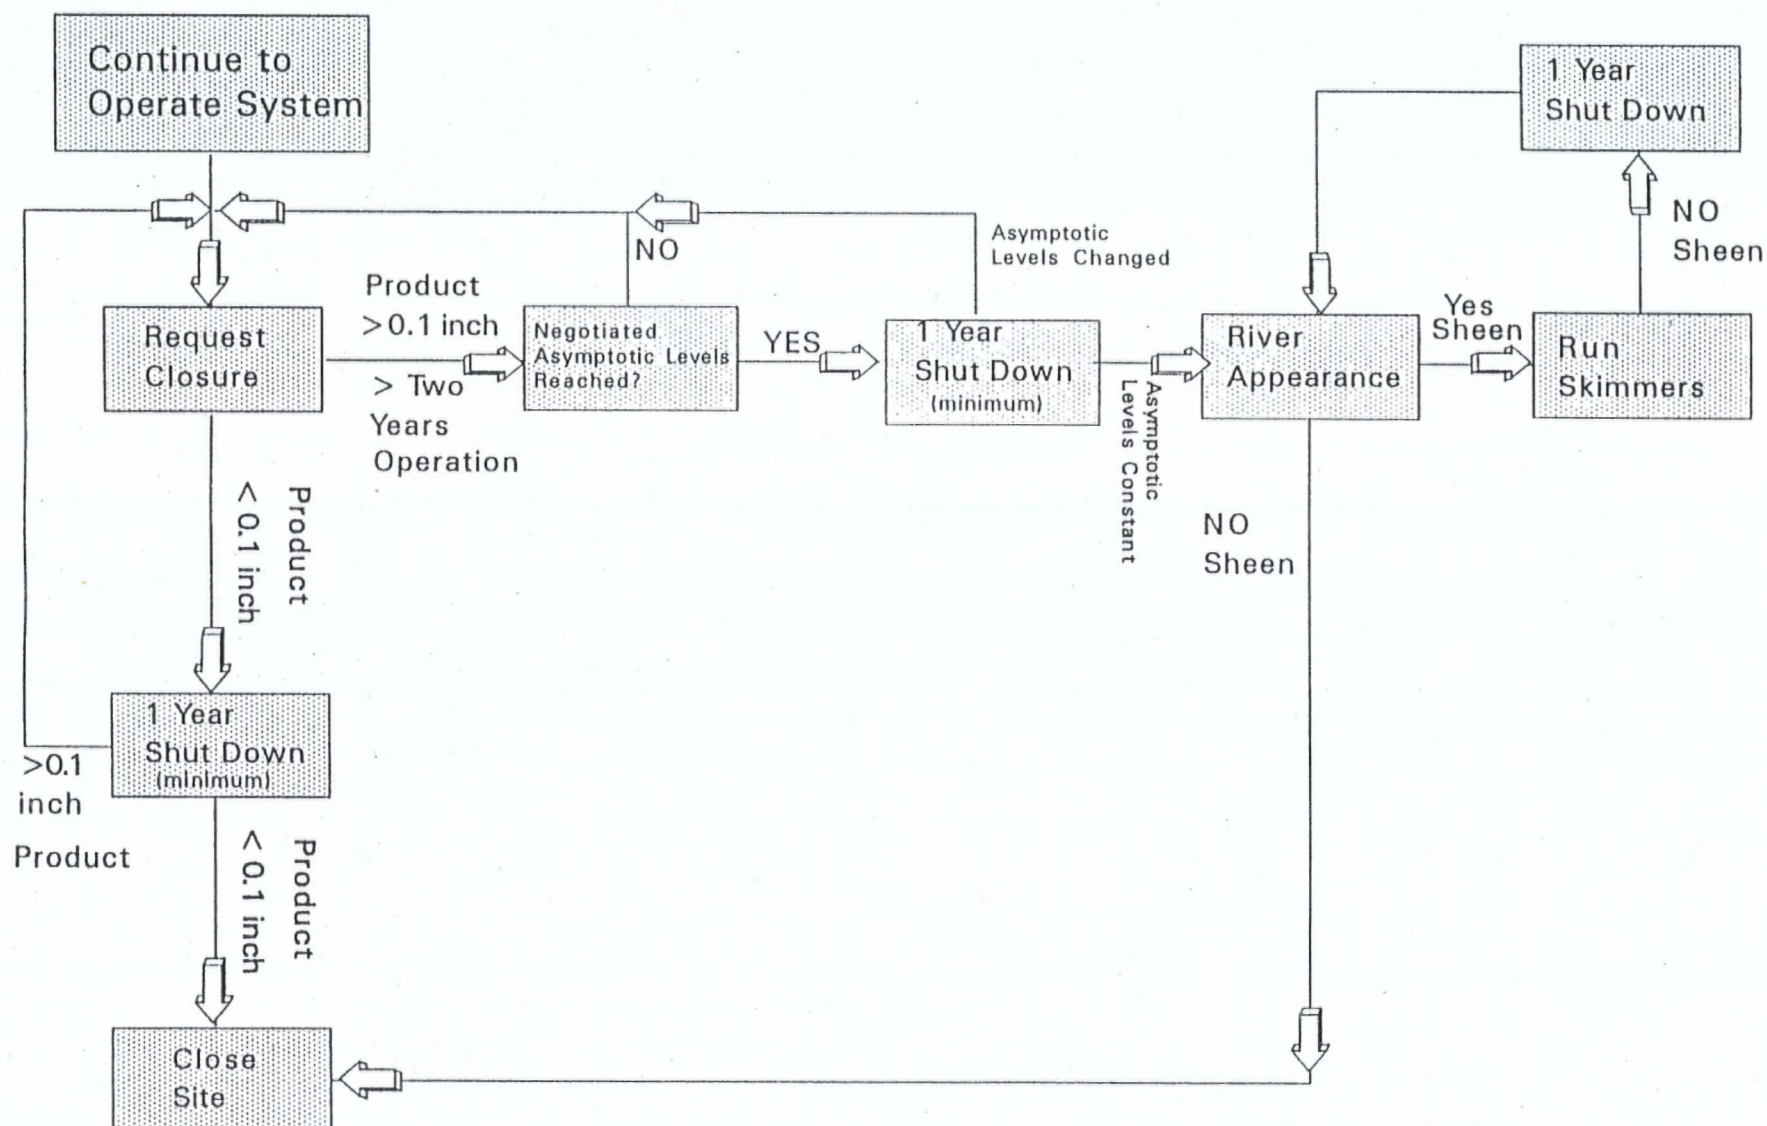 Continue to
Operate System
1 Year
Shut Down
NO
Sheen
NO
Asymptotic
Levels Changed
Request
Closure
Product
>0.1 inch
> Two
Years
Operation
Negotiated
Asymptotic Levels
Reached?
YES
1 Year
Shut Down
(minimum)
Asymptotic
Levels Constant
River
Appearance
Yes
Sheen
Run
Skimmers
NO
Sheen
Product
< 0.1 inch
1 Year
Shut Down
(minimum)
>0.1
inch
Product
Product
< 0.1 inch
Close
Site